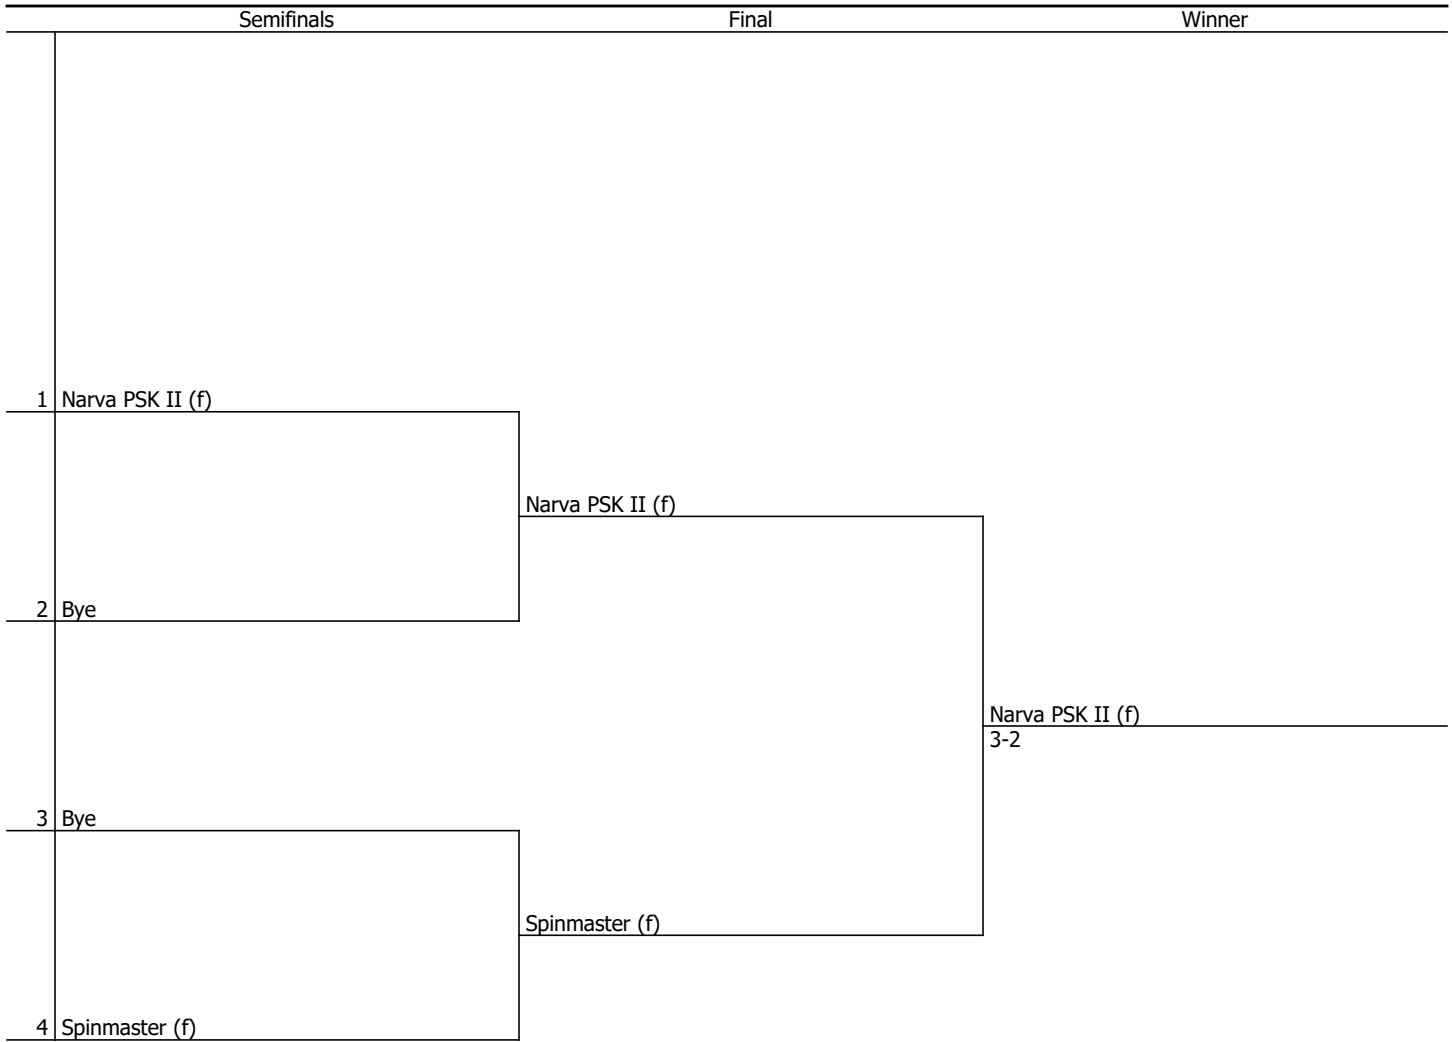 Semifinals Final Winner
1 Narva PSK II (f)
Narva PSK II (f)
2 Bye
Narva PSK II (f)
3-2
3 Bye
Spinmaster (f)
4 Spinmaster (f)